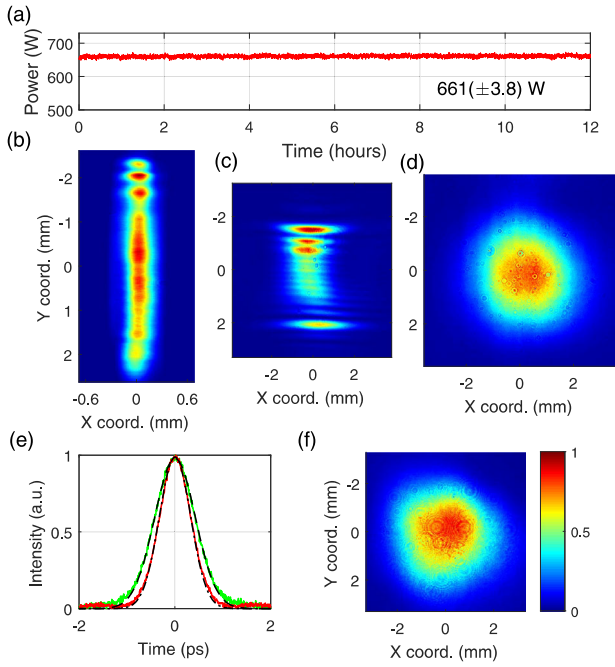 (a)
Power (W)
700
600
500
661(±3.8) W
0 2 4 6 8 10 12
Time (hours)
(b)
Y coord. (mm)
-2
-1
0
1
2
-0.6 0 0.6
X coord. (mm)
(c)
-2
0
2
-2 0 2
X coord. (mm)
(d)
-2
0
2
-2 0 2
X coord. (mm)
(e)
Intensity (a.u.)
1
0.5
0
-2 0 2
Time (ps)
(f)
Y coord. (mm)
-2
0
2
-2 0 2
X coord. (mm)
1
0.5
0